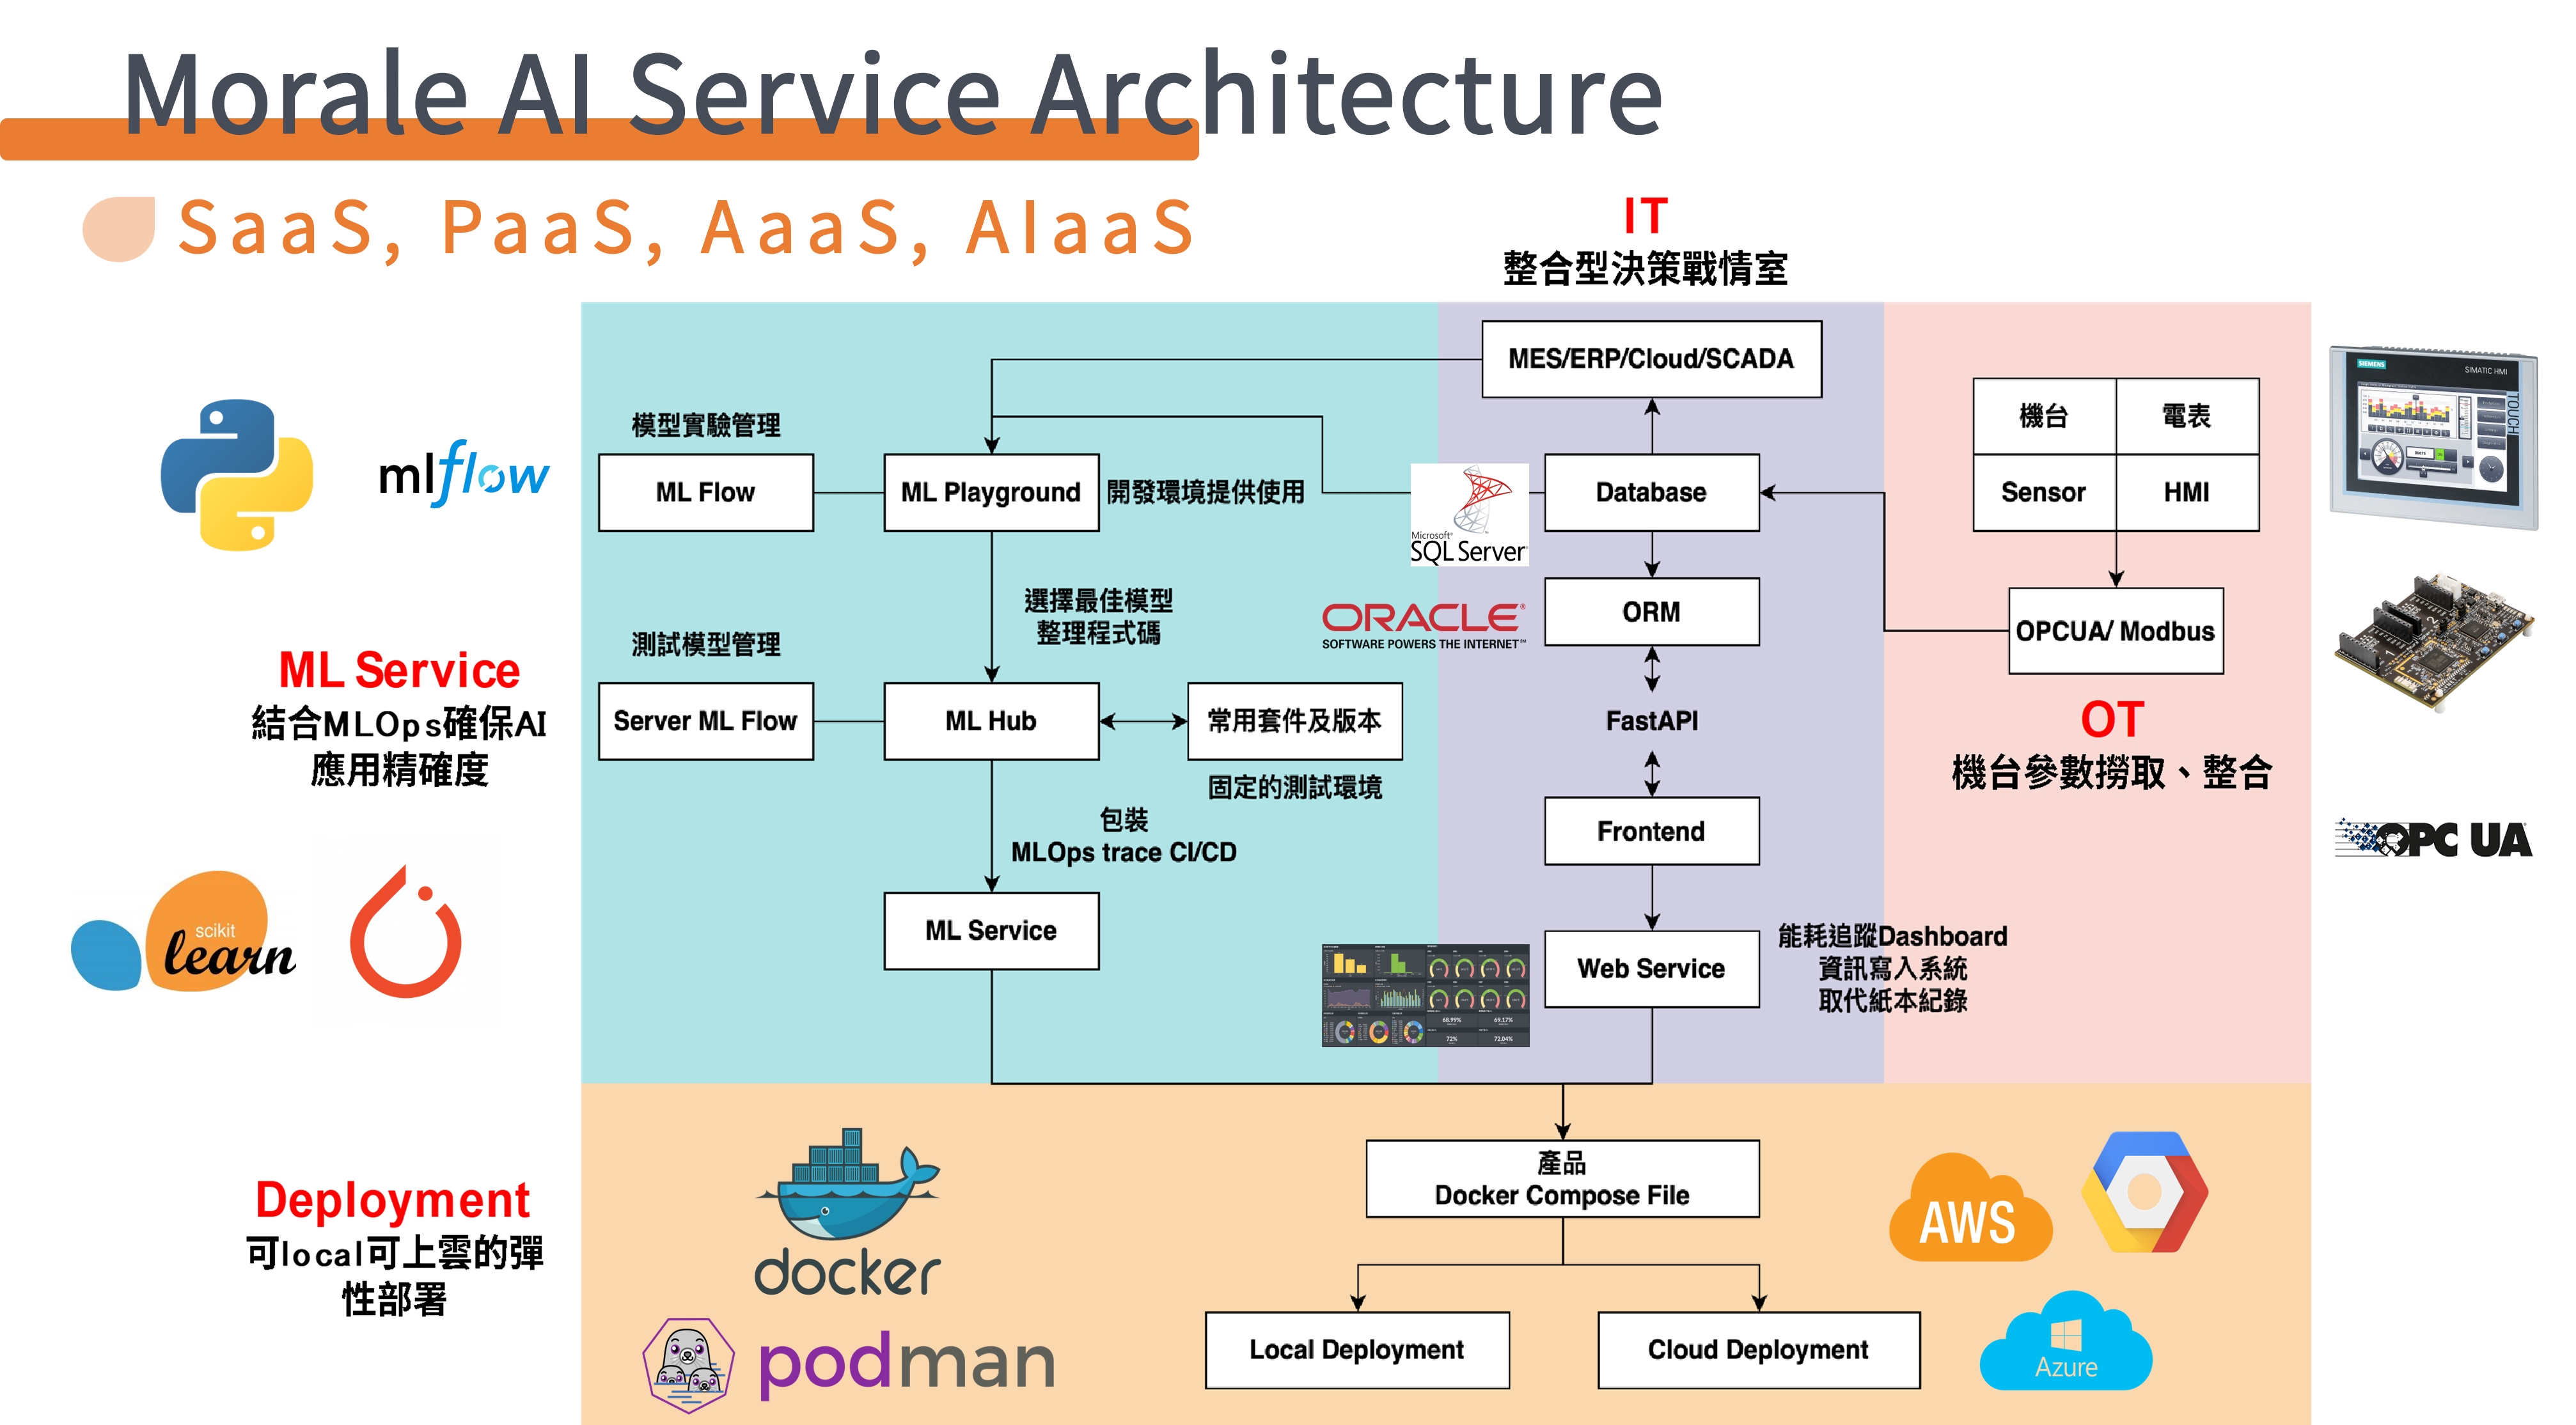 Morale AI Service Architecture
SaaS, PaaS, AaaS, AIaaS
IT
整合型決策戰情室
MES/ERP/Cloud/SCADA
機台
電表
Sensor
HMI
SIEMENS
SIMATIC HMI
TOUCH
模型實驗管理
ML Flow
ML Playground
開發環境提供使用
Microsoft
SQL Server
Database
mlflow
選擇最佳模型
整理程式碼
ORACLE
SOFTWARE POWERS THE INTERNET
ORM
OPCUA/ Modbus
測試模型管理
ML Service
結合MLOps確保AI
應用精確度
Server ML Flow
ML Hub
常用套件及版本
固定的測試環境
FastAPI
OT
機台參數撈取、整合
包裝
MLOps trace CI/CD
Frontend
OPC UA
scikit
learn
ML Service
68.99%
69.17%
72%
72.04%
Web Service
能耗追蹤Dashboard
資訊寫入系統
取代紙本紀錄
Deployment
可local可上雲的彈
性部署
docker
podman
產品
Docker Compose File
Local Deployment
Cloud Deployment
AWS
Azure